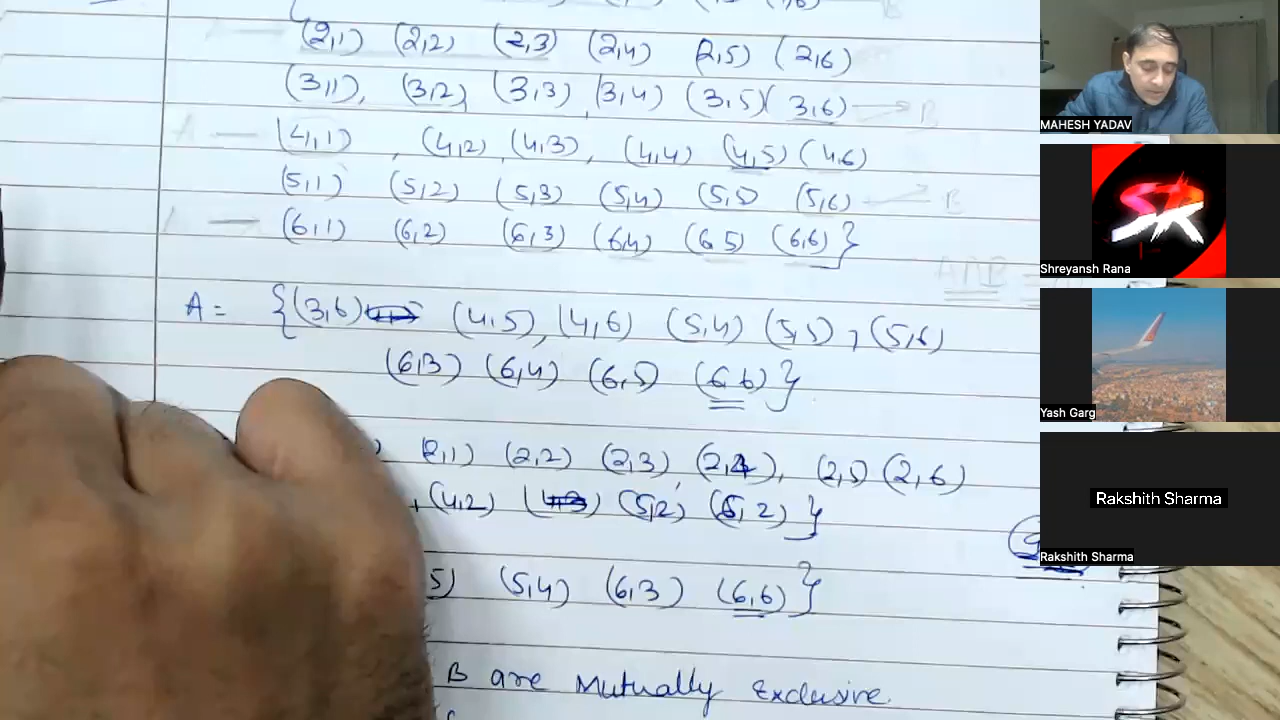 (2,1) (2,2) (2,3) (2,4) 2,5) (2,6)
(3,1), (3,2), (3,3) (3,4) (3,5) (3,6) → B
A — (4,1) , (4,2) , (4,3) , (4,4) (4,5) (4,6)
(5,1) (5,2) (5,3) (5,4) (5,5) (5,6) → B
(6,1) (6,2) (6,3) (6,4) (6 5) (6,6) }
A = {(3,6) (4,5), (4,6) (5,4) (5,5) , (5,6)
(6,3) (6,4) (6,5) (6,6) }
) (2,1) (2,2) (2,3) , (2,4), (2,5) (2,6)
, (4,2) (5,2) (6,2) }
5) (5,4) (6,3) (6,6) }
B are Mutually Exclusive.
MAHESH YADAV
SR
Shreyansh Rana
Yash Garg
Rakshith Sharma
Rakshith Sharma